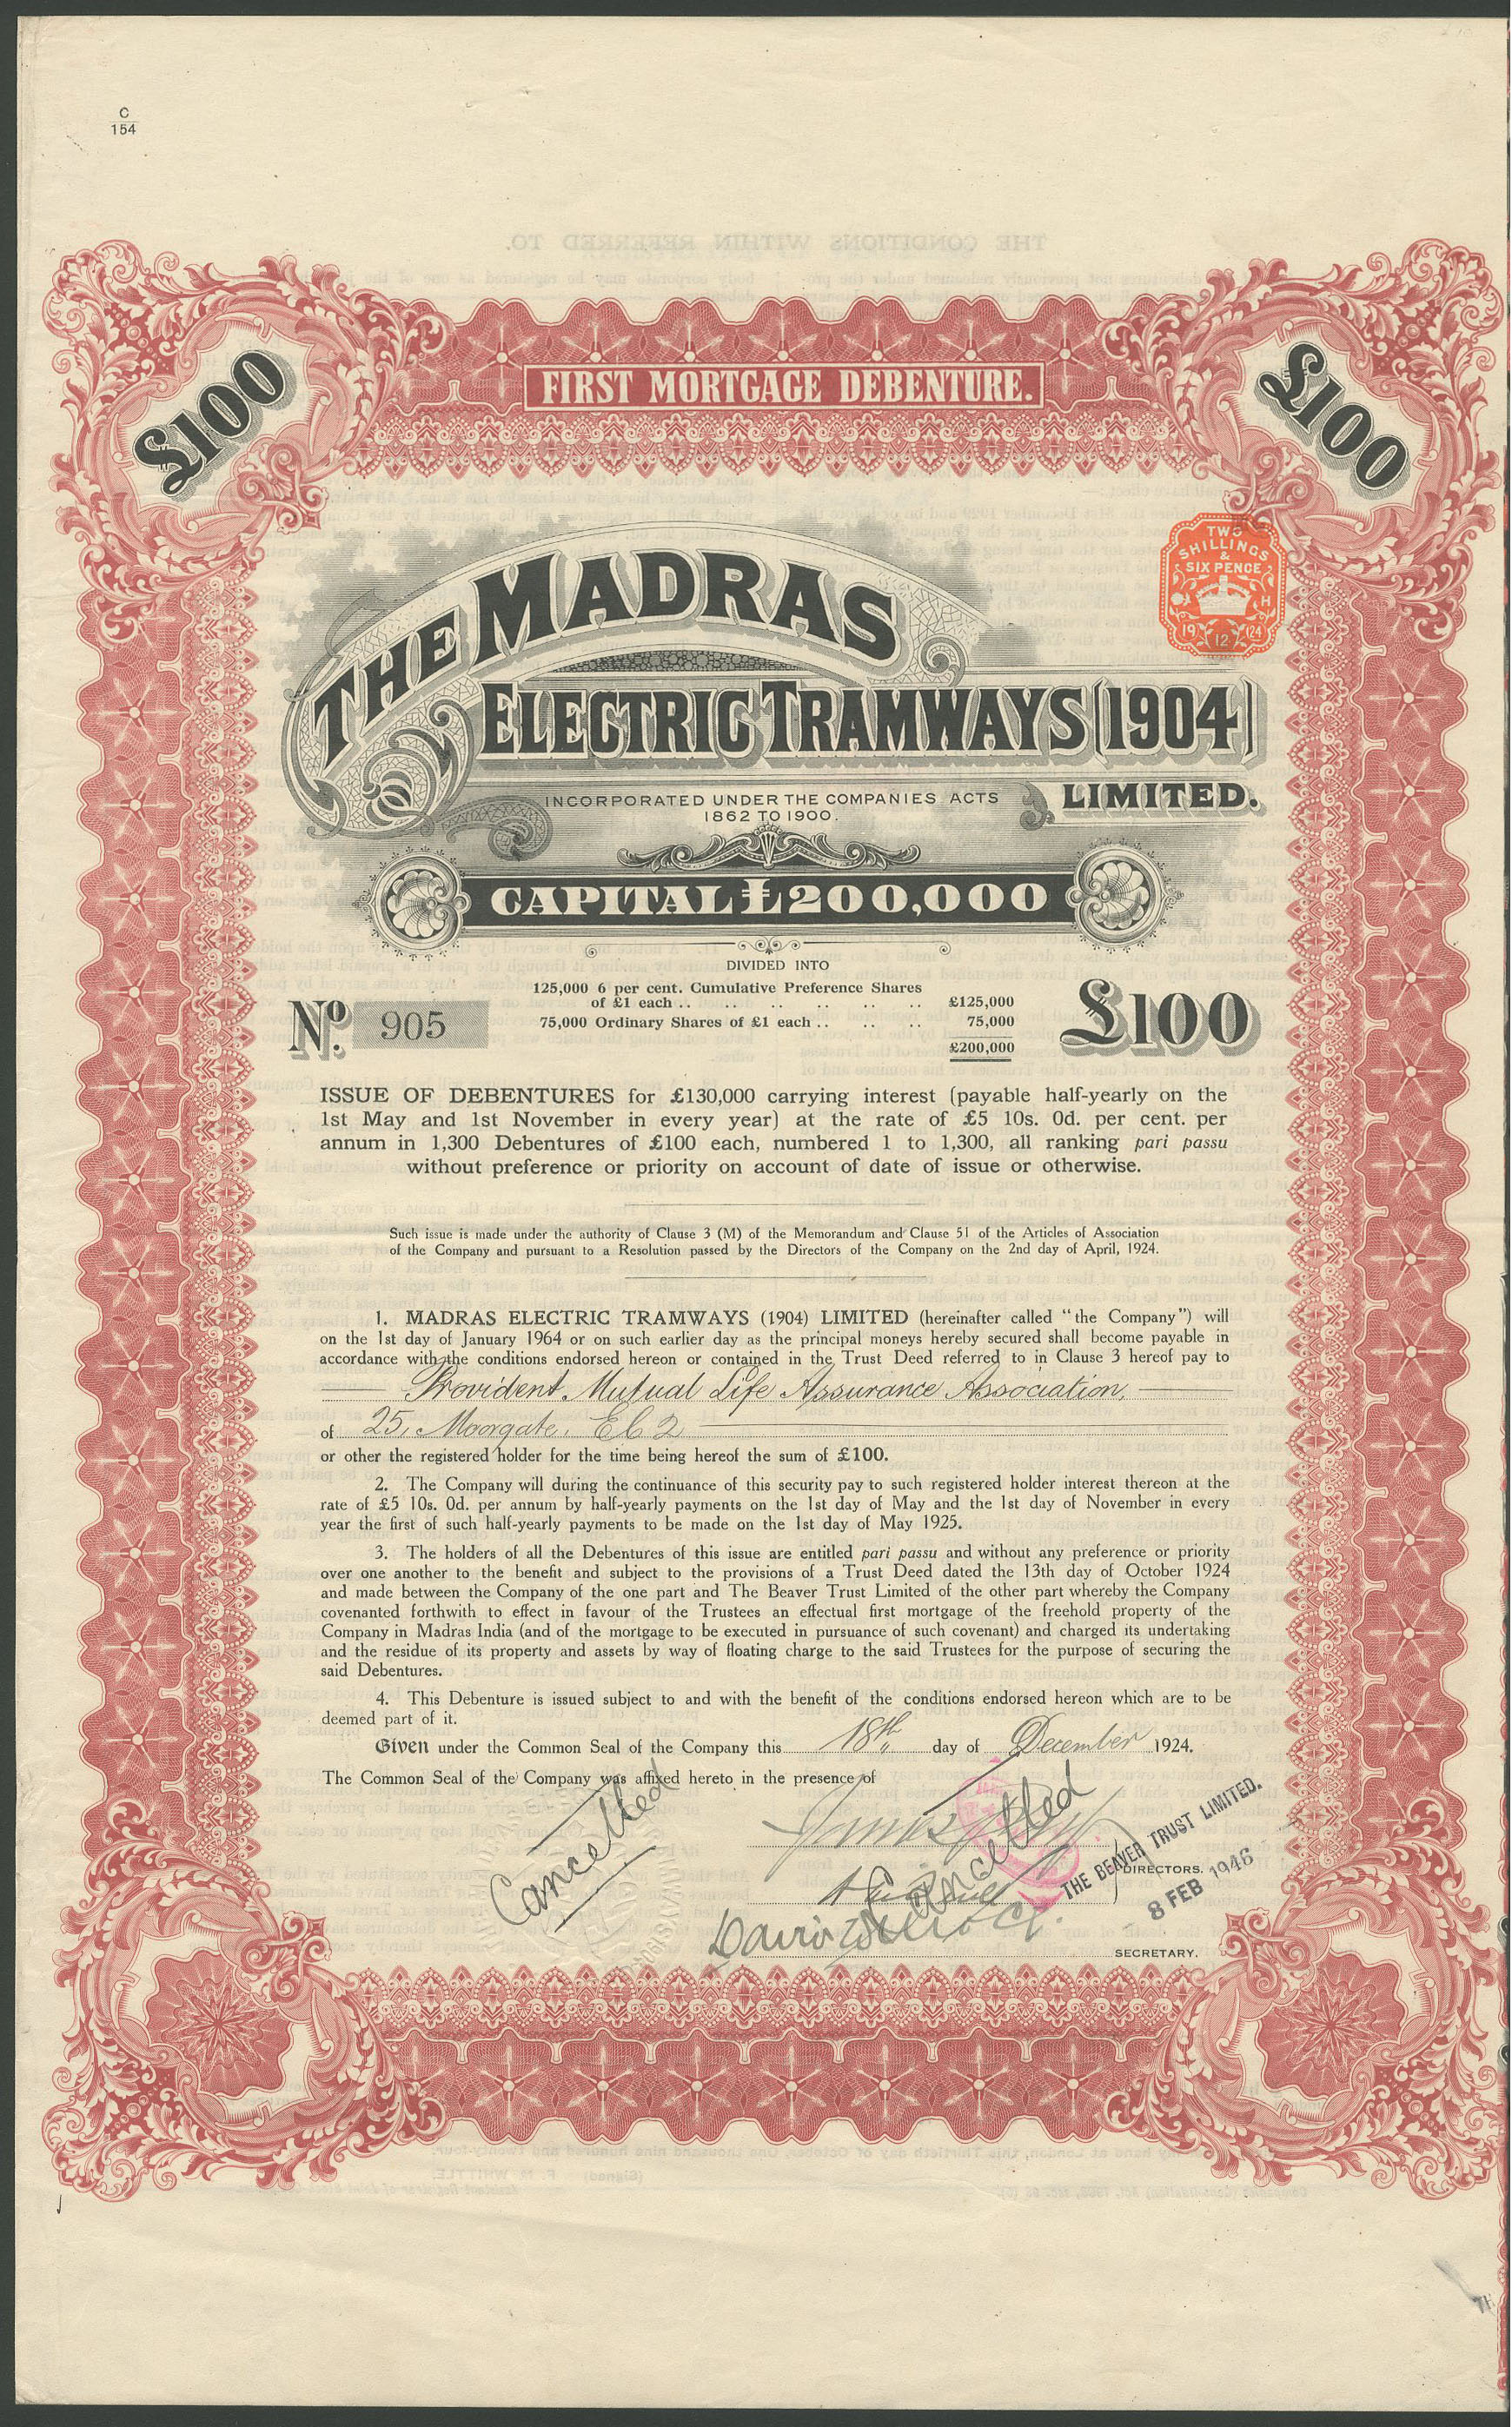 C
154
FIRST MORTGAGE DEBENTURE.
£100
£100
TWO
SHILLINGS
&
SIX PENCE
H
19 12 24
THE MADRAS
ELECTRIC TRAMWAYS (1904)
LIMITED.
INCORPORATED UNDER THE COMPANIES ACTS
1862 TO 1900.
CAPITAL £200,000
DIVIDED INTO
125,000 6 per cent. Cumulative Preference Shares
of £1 each .. .. .. .. .. .. £125,000
75,000 Ordinary Shares of £1 each .. .. .. 75,000
£200,000
No. 905
£100
ISSUE OF DEBENTURES for £130,000 carrying interest (payable half-yearly on the
1st May and 1st November in every year) at the rate of £5 10s. 0d. per cent. per
annum in 1,300 Debentures of £100 each, numbered 1 to 1,300, all ranking pari passu
without preference or priority on account of date of issue or otherwise.
Such issue is made under the authority of Clause 3 (M) of the Memorandum and Clause 51 of the Articles of Association
of the Company and pursuant to a Resolution passed by the Directors of the Company on the 2nd day of April, 1924.
1. MADRAS ELECTRIC TRAMWAYS (1904) LIMITED (hereinafter called "the Company") will
on the 1st day of January 1964 or on such earlier day as the principal moneys hereby secured shall become payable in
accordance with the conditions endorsed hereon or contained in the Trust Deed referred to in Clause 3 hereof pay to
Provident Mutual Life Assurance Association,
of 25, Moorgate, E.C.2
or other the registered holder for the time being hereof the sum of £100.
2. The Company will during the continuance of this security pay to such registered holder interest thereon at the
rate of £5 10s. 0d. per annum by half-yearly payments on the 1st day of May and the 1st day of November in every
year the first of such half-yearly payments to be made on the 1st day of May 1925.
3. The holders of all the Debentures of this issue are entitled pari passu and without any preference or priority
over one another to the benefit and subject to the provisions of a Trust Deed dated the 13th day of October 1924
and made between the Company of the one part and The Beaver Trust Limited of the other part whereby the Company
covenanted forthwith to effect in favour of the Trustees an effectual first mortgage of the freehold property of the
Company in Madras India (and of the mortgage to be executed in pursuance of such covenant) and charged its undertaking
and the residue of its property and assets by way of floating charge to the said Trustees for the purpose of securing the
said Debentures.
4. This Debenture is issued subject to and with the benefit of the conditions endorsed hereon which are to be
deemed part of it.
Given under the Common Seal of the Company this 18th day of December 1924.
The Common Seal of the Company was affixed hereto in the presence of
Cancelled
Cancelled
DIRECTORS.
THE BEAVER TRUST LIMITED.
8 FEB 1946
SECRETARY.